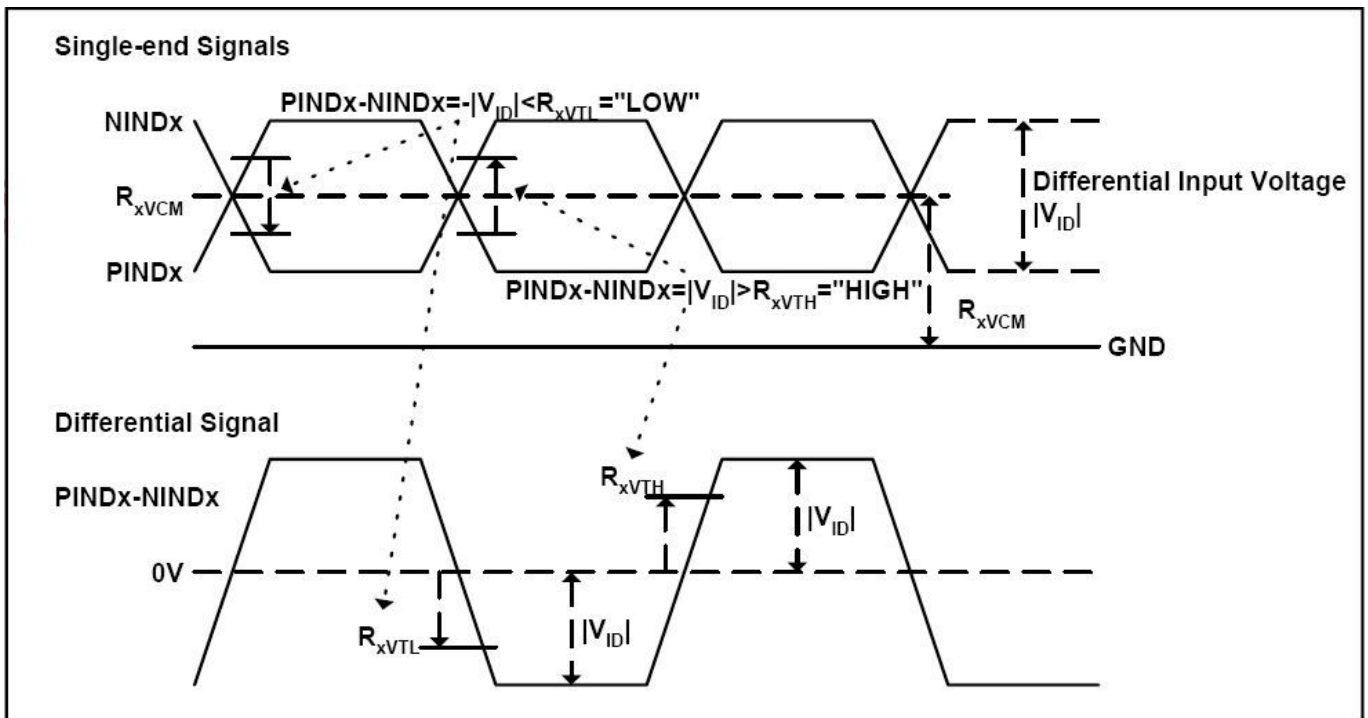 Single-end Signals
PINDx-NINDx=-|VID|<RxVTL="LOW"
NINDx
RxVCM
PINDx
Differential Input Voltage
|VID|
PINDx-NINDx=|VID|>RxVTH="HIGH"
RxVCM
GND
Differential Signal
PINDx-NINDx
RxVTH
|VID|
0V
RxVTL
|VID|